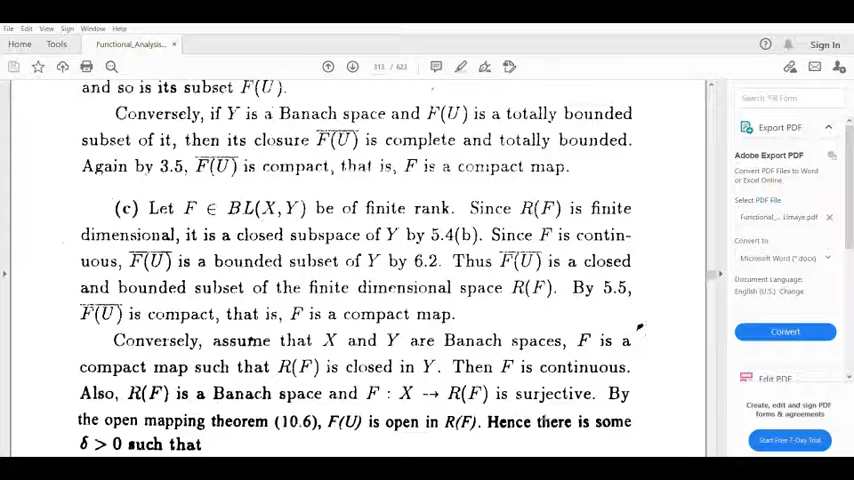 File Edit View Sign Window Help
Home Tools Functional_Analysis... × Sign In
313 / 623
and so is its subset F(U).
Conversely, if Y is a Banach space and F(U) is a totally bounded
subset of it, then its closure F̅(̅U̅)̅ is complete and totally bounded.
Again by 3.5, F̅(̅U̅)̅ is compact, that is, F is a compact map.
(c) Let F ∈ BL(X, Y) be of finite rank. Since R(F) is finite
dimensional, it is a closed subspace of Y by 5.4(b). Since F is contin-
uous, F̅(̅U̅)̅ is a bounded subset of Y by 6.2. Thus F̅(̅U̅)̅ is a closed
and bounded subset of the finite dimensional space R(F). By 5.5,
F̅(̅U̅)̅ is compact, that is, F is a compact map.
Conversely, assume that X and Y are Banach spaces, F is a
compact map such that R(F) is closed in Y. Then F is continuous.
Also, R(F) is a Banach space and F : X → R(F) is surjective. By
the open mapping theorem (10.6), F(U) is open in R(F). Hence there is some
δ > 0 such that
Export PDF
Adobe Export PDF
Convert PDF Files to Word
or Excel Online
Select PDF File
Functional_... Limaye.pdf ×
Convert to
Microsoft Word (*.docx)
Document Language:
English (U.S.) Change
Convert
Edit PDF
Create, edit and sign PDF
forms & agreements
Start Free 7-Day Trial